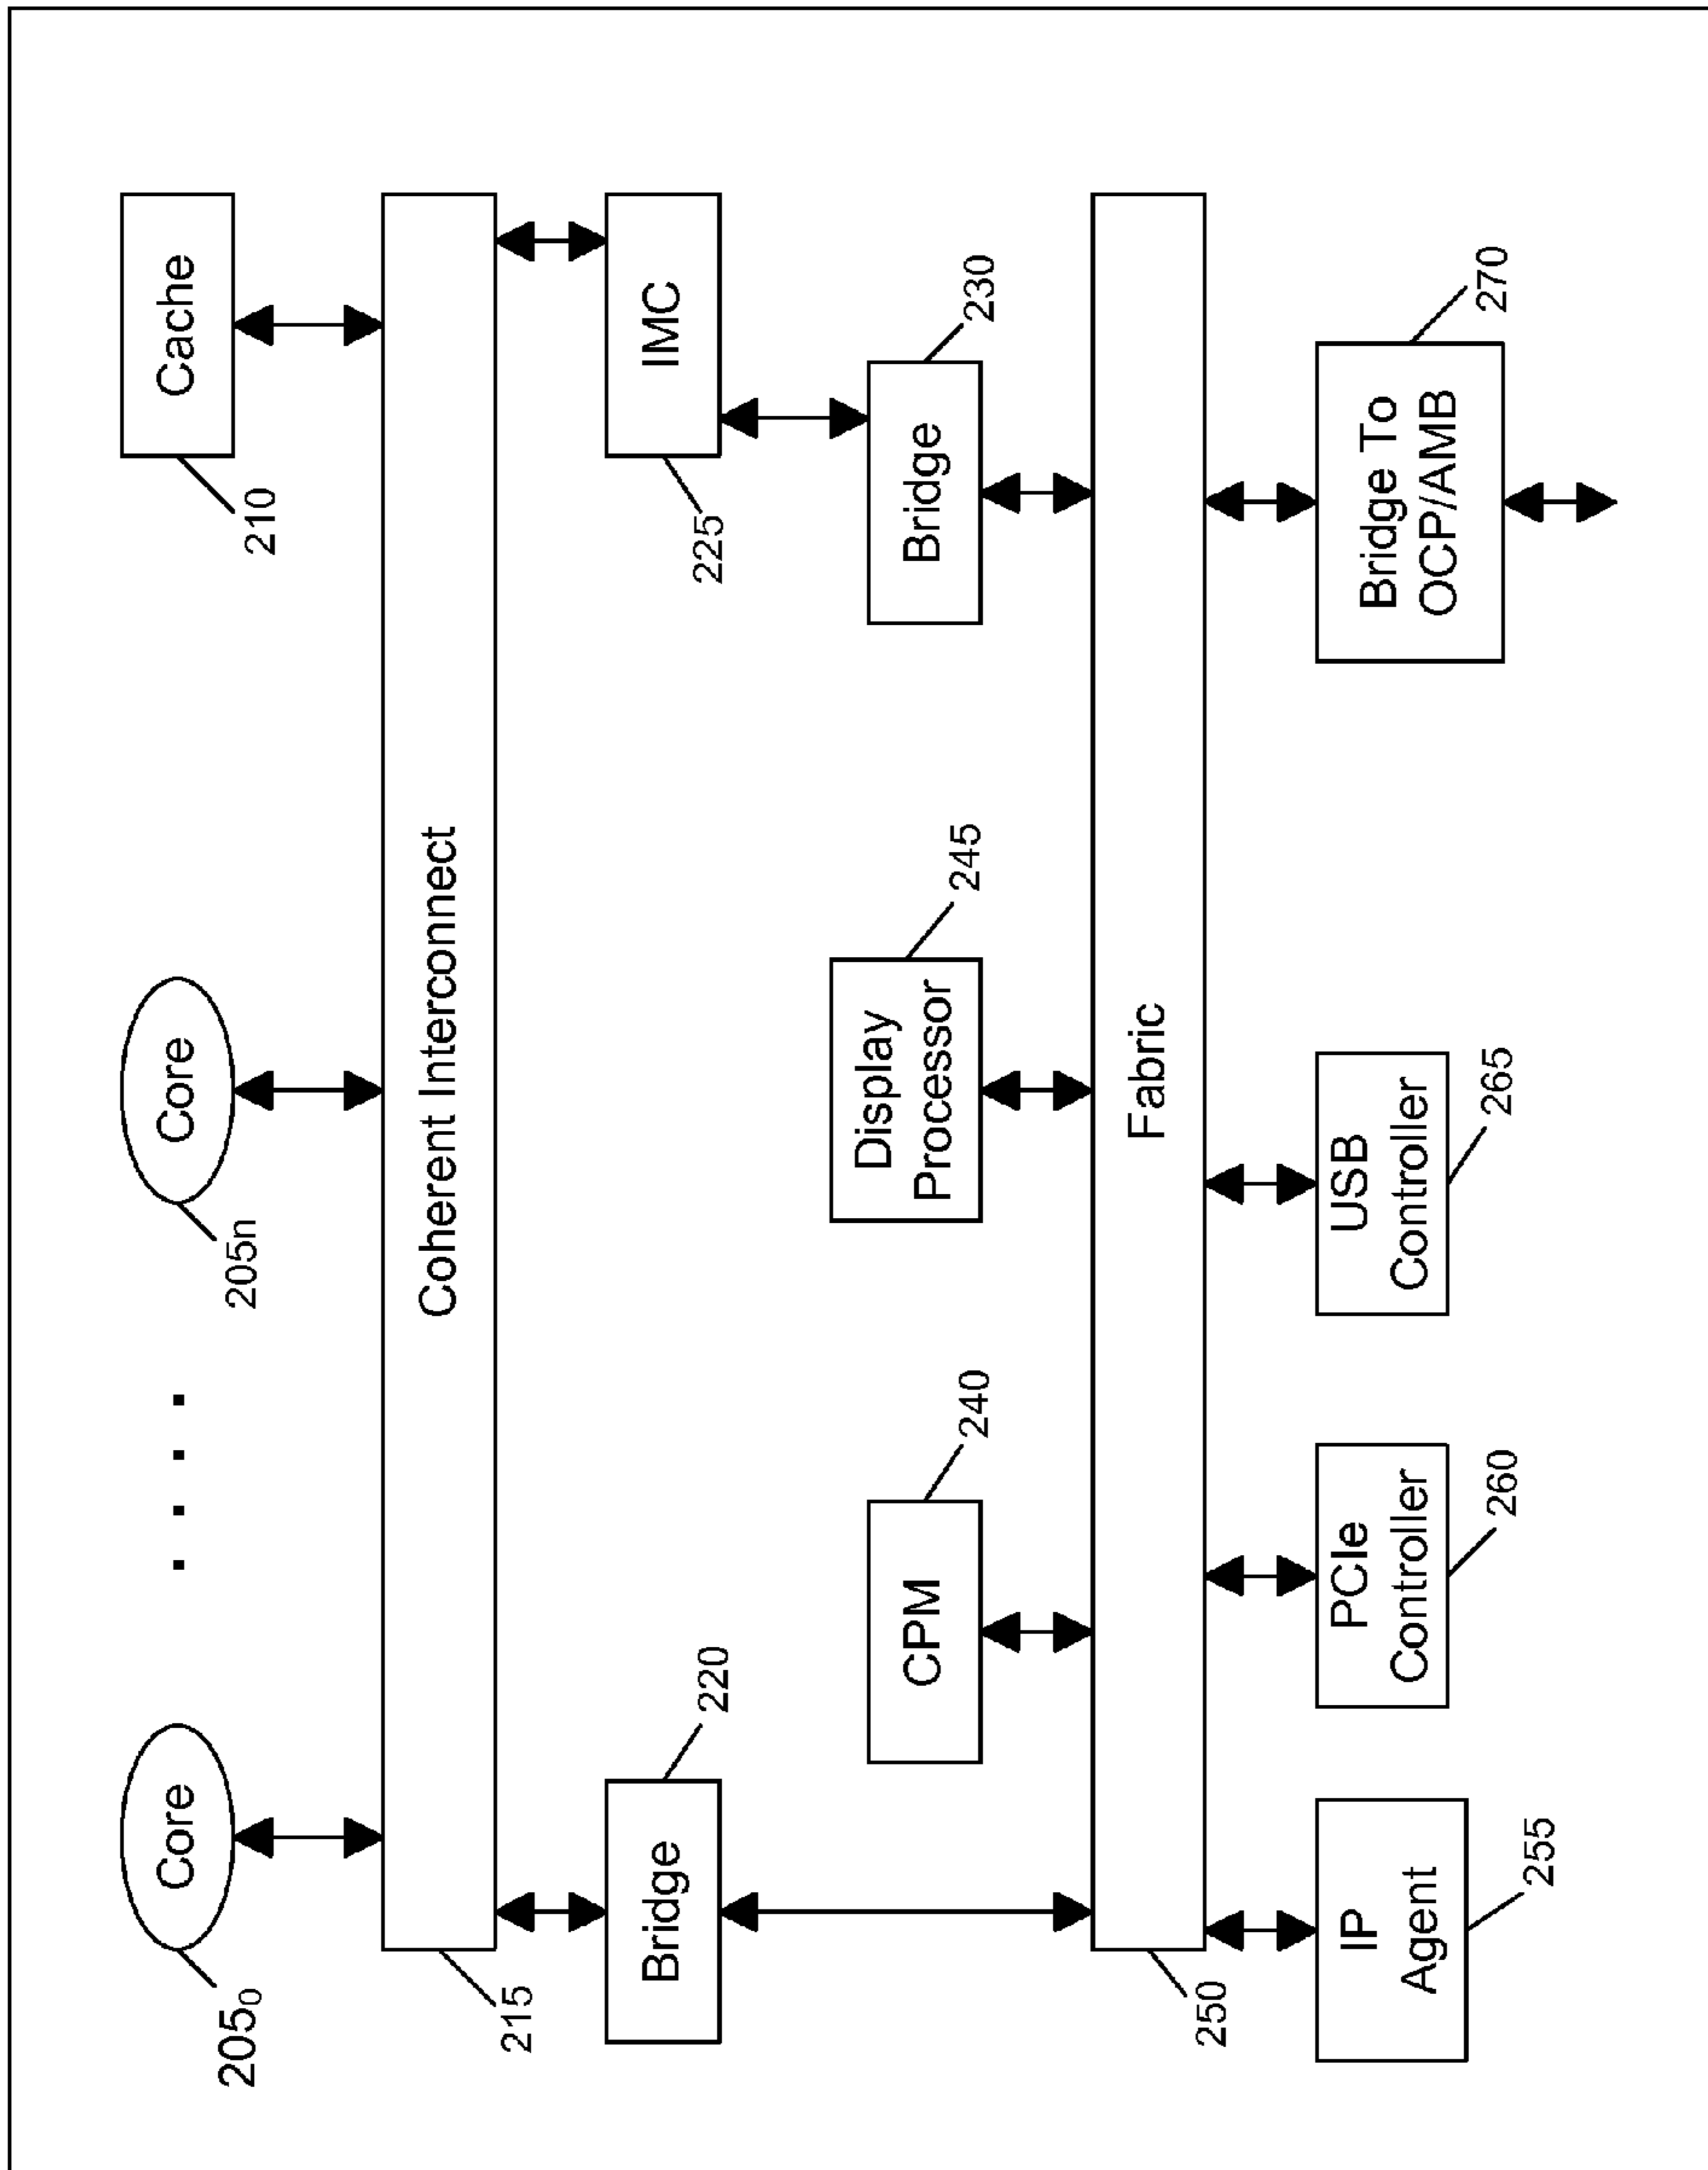 Core
Core
Cache
205₀
205n
210
Coherent Interconnect
215
Bridge
220
IMC
225
CPM
240
Display
Processor
245
Bridge
230
Fabric
250
IP
Agent
255
PCIe
Controller
260
USB
Controller
265
Bridge To
OCP/AMB
270